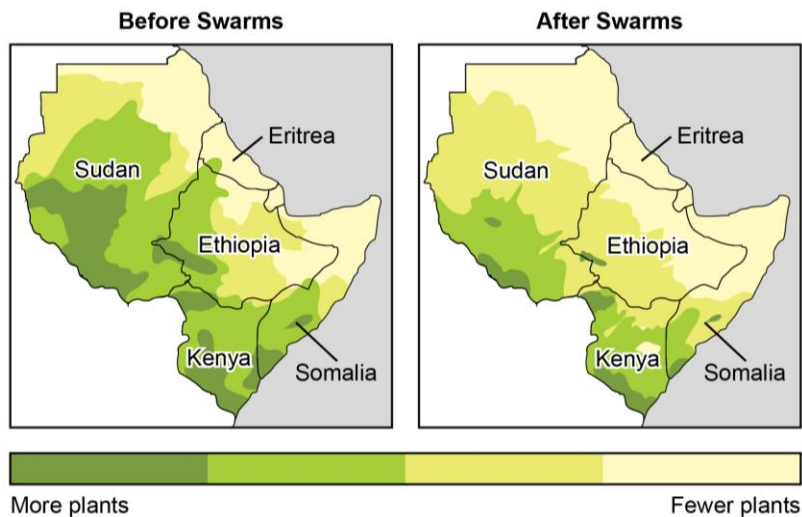 Before Swarms
After Swarms
Eritrea
Sudan
Ethiopia
Kenya
Somalia
Eritrea
Sudan
Ethiopia
Kenya
Somalia
More plants
Fewer plants